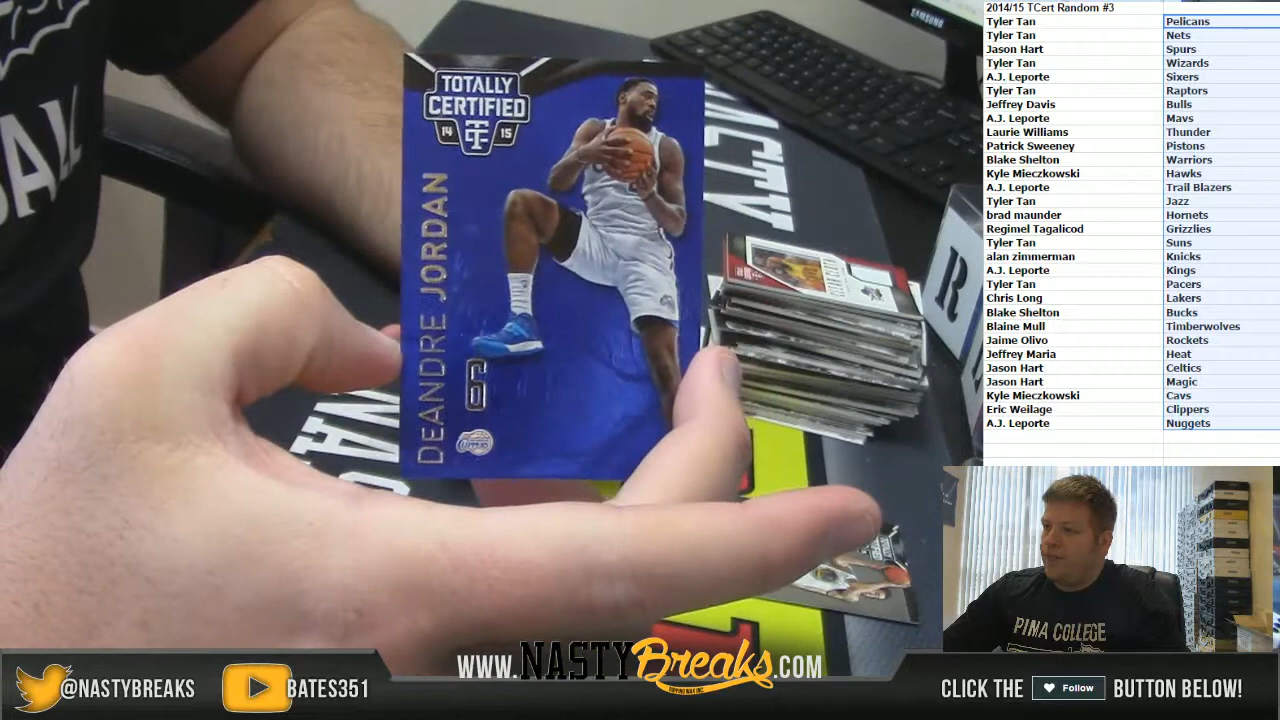 SAMSUNG
TOTALLY
CERTIFIED
14 15
DEANDRE JORDAN
6
CLIPPERS
R
2014/15 TCert Random #3
Tyler Tan Pelicans
Tyler Tan Nets
Jason Hart Spurs
Tyler Tan Wizards
A.J. Leporte Sixers
Tyler Tan Raptors
Jeffrey Davis Bulls
A.J. Leporte Mavs
Laurie Williams Thunder
Patrick Sweeney Pistons
Blake Shelton Warriors
Kyle Mieczkowski Hawks
A.J. Leporte Trail Blazers
Tyler Tan Jazz
brad maunder Hornets
Regimel Tagalicod Grizzlies
Tyler Tan Suns
alan zimmerman Knicks
A.J. Leporte Kings
Tyler Tan Pacers
Chris Long Lakers
Blake Shelton Bucks
Blaine Mull Timberwolves
Jaime Olivo Rockets
Jeffrey Maria Heat
Jason Hart Celtics
Jason Hart Magic
Kyle Mieczkowski Cavs
Eric Weilage Clippers
A.J. Leporte Nuggets
PIMA COLLEGE
@NASTYBREAKS
BATES351
WWW.NASTYBreaks.COM
CLICK THE Follow BUTTON BELOW!